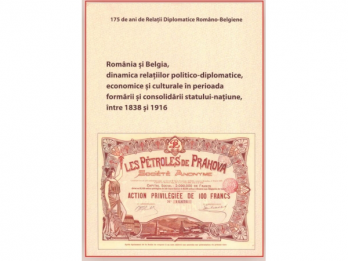 175 de ani de Relații Diplomatice Româno-Belgiene
România și Belgia,
dinamica relațiilor politico-diplomatice,
economice și culturale în perioada
formării și consolidării statului-națiune,
între 1838 și 1916
LES PÉTROLES DE PRAHOVA
SOCIÉTÉ ANONYME
ACTION PRIVILÉGIÉE DE 100 FRANCS